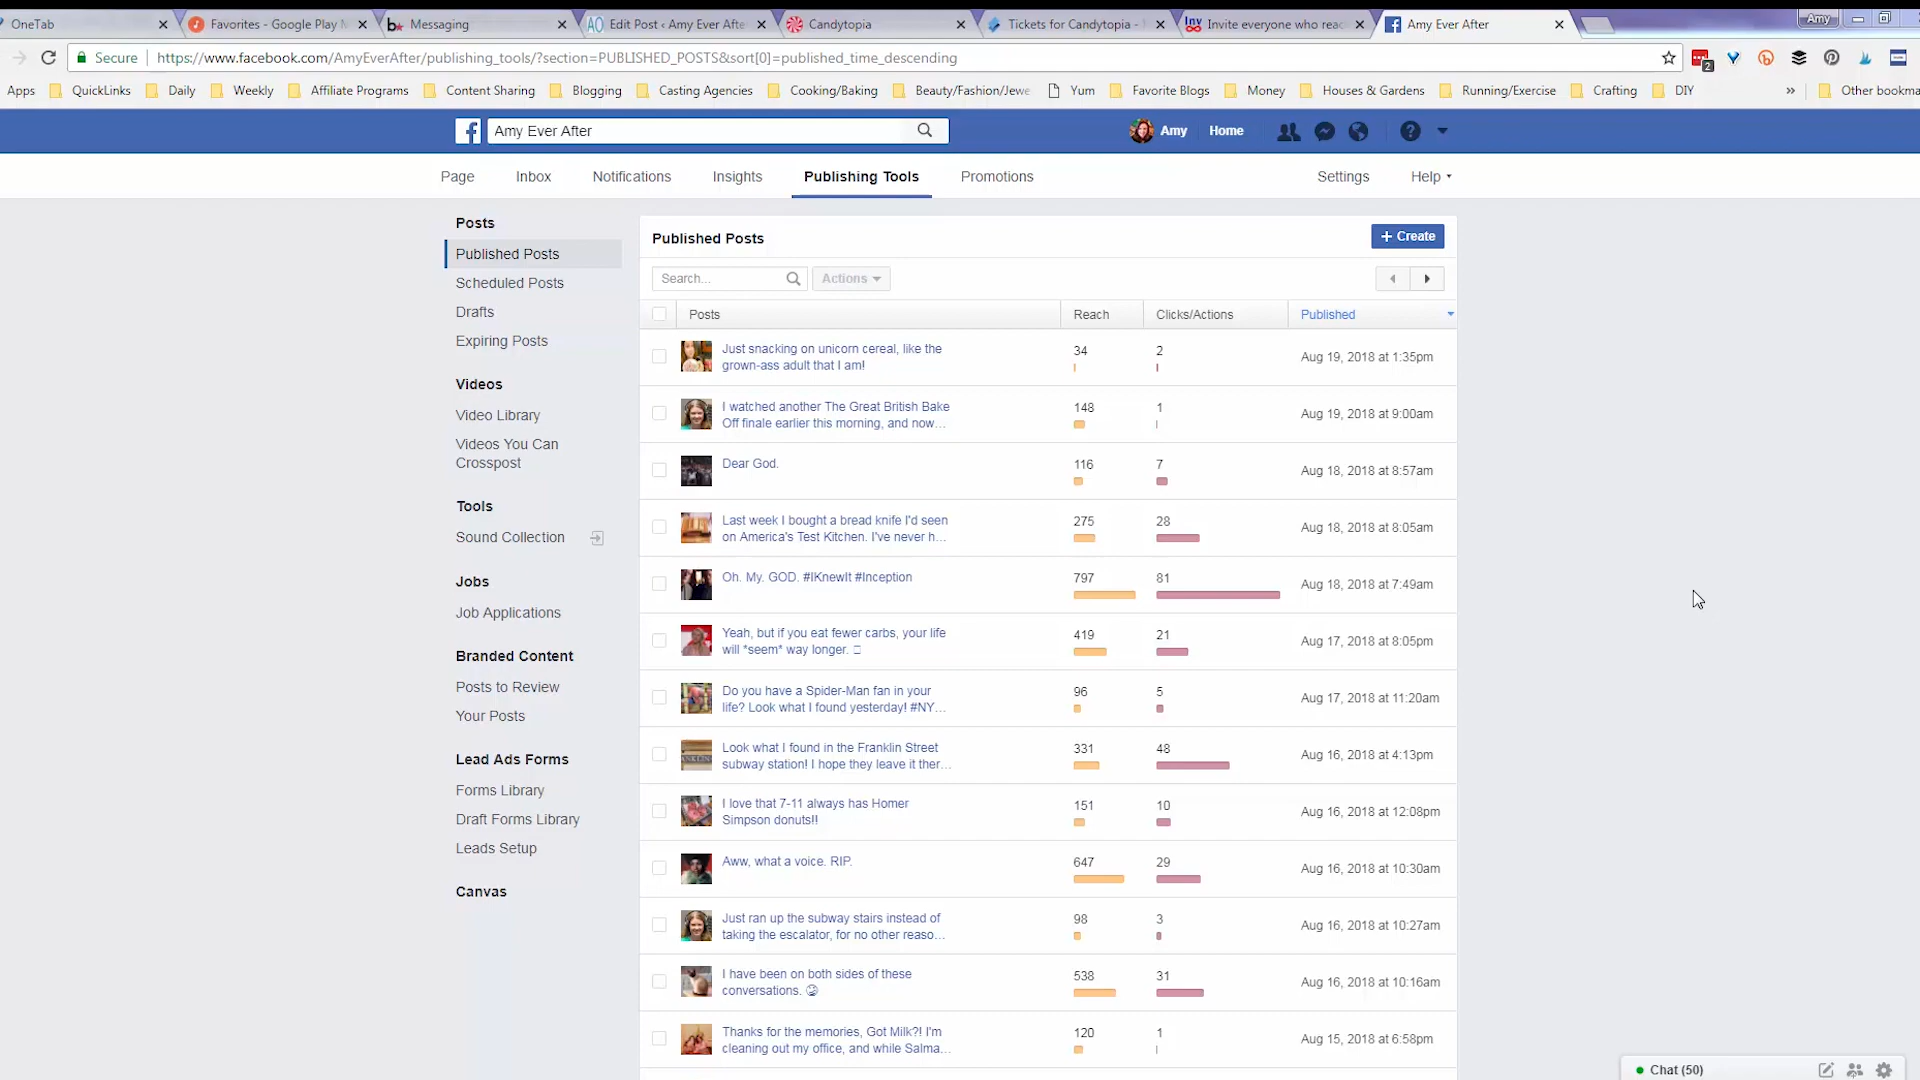 OneTab
Favorites - Google Play M
Messaging
Edit Post ‹ Amy Ever Afte
Candytopia
Tickets for Candytopia -
Invite everyone who reac
Amy Ever After
Amy
Secure
https://www.facebook.com/AmyEverAfter/publishing_tools/?section=PUBLISHED_POSTS&sort[0]=published_time_descending
2
Apps
QuickLinks
Daily
Weekly
Affiliate Programs
Content Sharing
Blogging
Casting Agencies
Cooking/Baking
Beauty/Fashion/Jewe
Yum
Favorite Blogs
Money
Houses & Gardens
Running/Exercise
Crafting
DIY
»
Other bookma
Amy Ever After
Amy
Home
Page
Inbox
Notifications
Insights
Publishing Tools
Promotions
Settings
Help
Posts
Published Posts
Scheduled Posts
Drafts
Expiring Posts
Videos
Video Library
Videos You Can
Crosspost
Tools
Sound Collection
Jobs
Job Applications
Branded Content
Posts to Review
Your Posts
Lead Ads Forms
Forms Library
Draft Forms Library
Leads Setup
Canvas
Published Posts
+ Create
Search...
Actions
Posts
Reach
Clicks/Actions
Published
Just snacking on unicorn cereal, like the
grown-ass adult that I am!
34
2
Aug 19, 2018 at 1:35pm
I watched another The Great British Bake
Off finale earlier this morning, and now…
148
1
Aug 19, 2018 at 9:00am
Dear God.
116
7
Aug 18, 2018 at 8:57am
Last week I bought a bread knife I'd seen
on America's Test Kitchen. I've never h…
275
28
Aug 18, 2018 at 8:05am
Oh. My. GOD. #IKnewIt #Inception
797
81
Aug 18, 2018 at 7:49am
Yeah, but if you eat fewer carbs, your life
will *seem* way longer.
419
21
Aug 17, 2018 at 8:05pm
Do you have a Spider-Man fan in your
life? Look what I found yesterday! #NY…
96
5
Aug 17, 2018 at 11:20am
Look what I found in the Franklin Street
subway station! I hope they leave it ther…
331
48
Aug 16, 2018 at 4:13pm
I love that 7-11 always has Homer
Simpson donuts!!
151
10
Aug 16, 2018 at 12:08pm
Aww, what a voice. RIP.
647
29
Aug 16, 2018 at 10:30am
Just ran up the subway stairs instead of
taking the escalator, for no other reaso…
98
3
Aug 16, 2018 at 10:27am
I have been on both sides of these
conversations.
538
31
Aug 16, 2018 at 10:16am
Thanks for the memories, Got Milk?! I'm
cleaning out my office, and while Salma…
120
1
Aug 15, 2018 at 6:58pm
Chat (50)